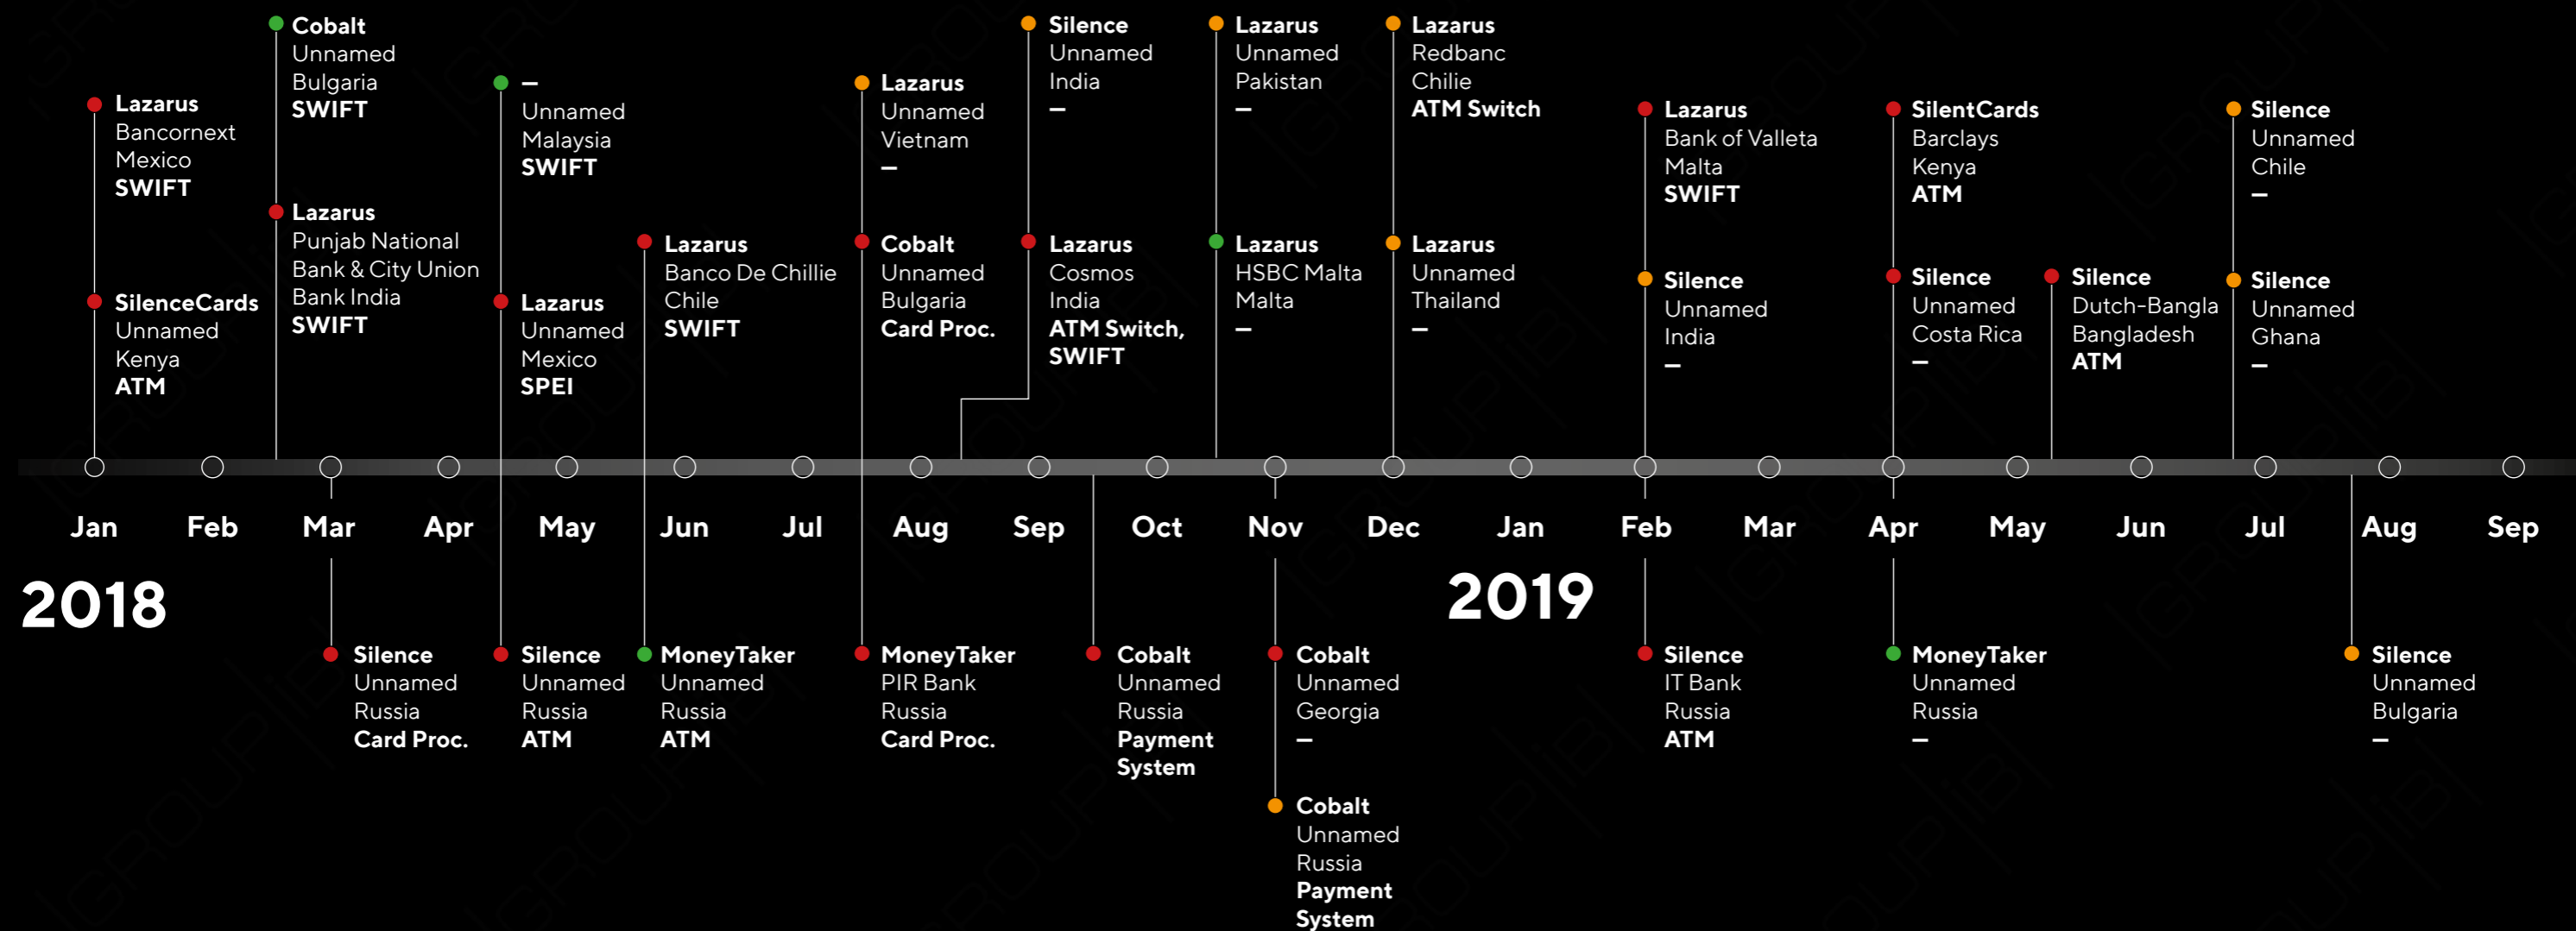 Cobalt
Unnamed
Bulgaria
SWIFT
Silence
Unnamed
India
—
Lazarus
Unnamed
Pakistan
—
Lazarus
Redbanc
Chilie
ATM Switch
—
Unnamed
Malaysia
SWIFT
Lazarus
Unnamed
Vietnam
—
Lazarus
Bancornext
Mexico
SWIFT
Lazarus
Bank of Valleta
Malta
SWIFT
SilentCards
Barclays
Kenya
ATM
Silence
Unnamed
Chile
—
Lazarus
Punjab National
Bank & City Union
Bank India
SWIFT
Lazarus
Banco De Chillie
Chile
SWIFT
Cobalt
Unnamed
Bulgaria
Card Proc.
Lazarus
Cosmos
India
ATM Switch,
SWIFT
Lazarus
HSBC Malta
Malta
—
Lazarus
Unnamed
Thailand
—
Silence
Unnamed
India
—
Silence
Unnamed
Costa Rica
—
Silence
Dutch-Bangla
Bangladesh
ATM
Silence
Unnamed
Ghana
—
SilenceCards
Unnamed
Kenya
ATM
Lazarus
Unnamed
Mexico
SPEI
Jan Feb Mar Apr May Jun Jul Aug Sep Oct Nov Dec Jan Feb Mar Apr May Jun Jul Aug Sep
2018
2019
Silence
Unnamed
Russia
Card Proc.
Silence
Unnamed
Russia
ATM
MoneyTaker
Unnamed
Russia
ATM
MoneyTaker
PIR Bank
Russia
Card Proc.
Cobalt
Unnamed
Russia
Payment
System
Cobalt
Unnamed
Georgia
—
Silence
IT Bank
Russia
ATM
MoneyTaker
Unnamed
Russia
—
Silence
Unnamed
Bulgaria
—
Cobalt
Unnamed
Russia
Payment
System